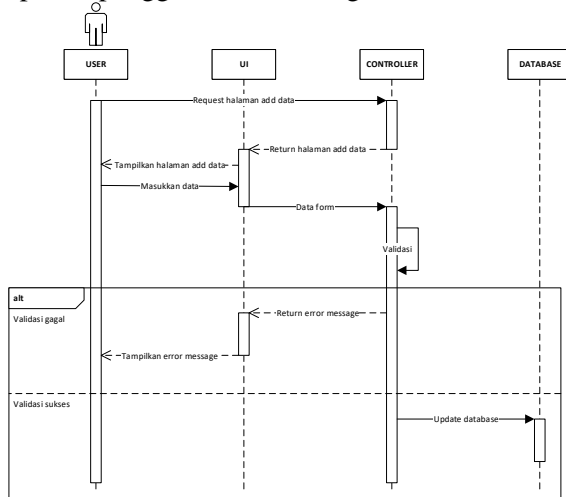 USER
UI
CONTROLLER
DATABASE
Request halaman add data
Return halaman add data
Tampilkan halaman add data
Masukkan data
Data form
Validasi
alt
Validasi gagal
Return error message
Tampilkan error message
Validasi sukses
Update database